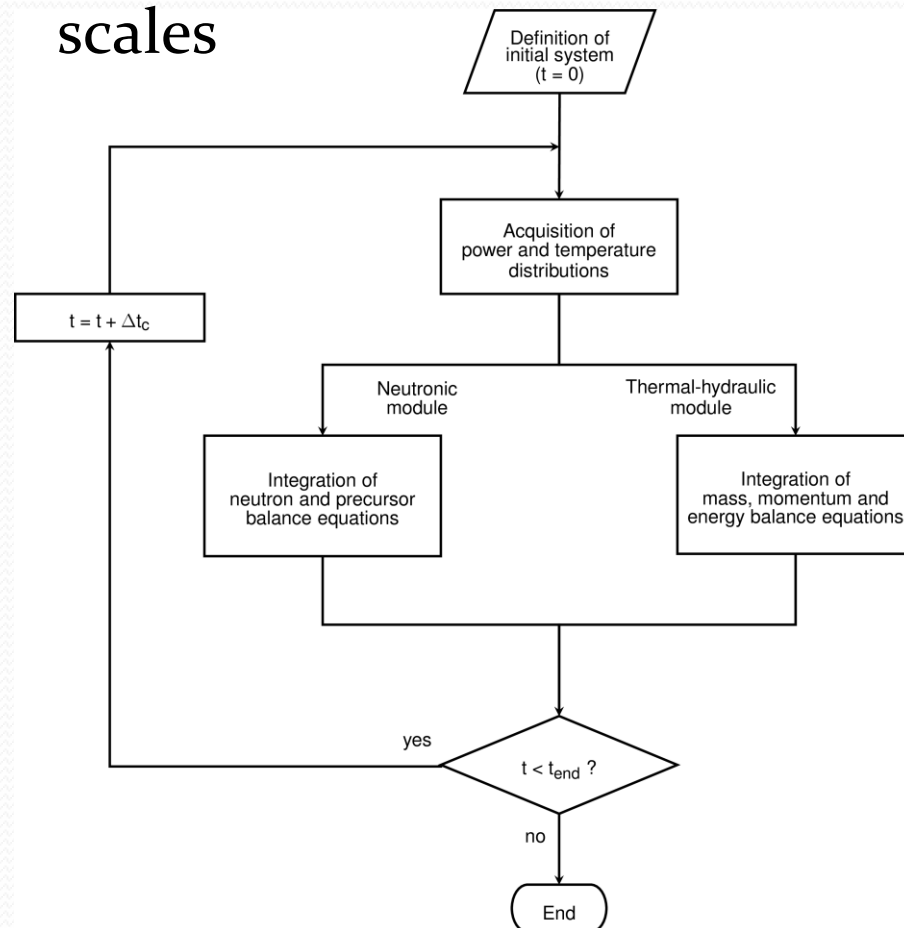 scales
Definition of
initial system
(t = 0)
Acquisition of
power and temperature
distributions
t = t + Δtc
Neutronic
module
Thermal-hydraulic
module
Integration of
neutron and precursor
balance equations
Integration of
mass, momentum and
energy balance equations
yes
t < tend ?
no
End